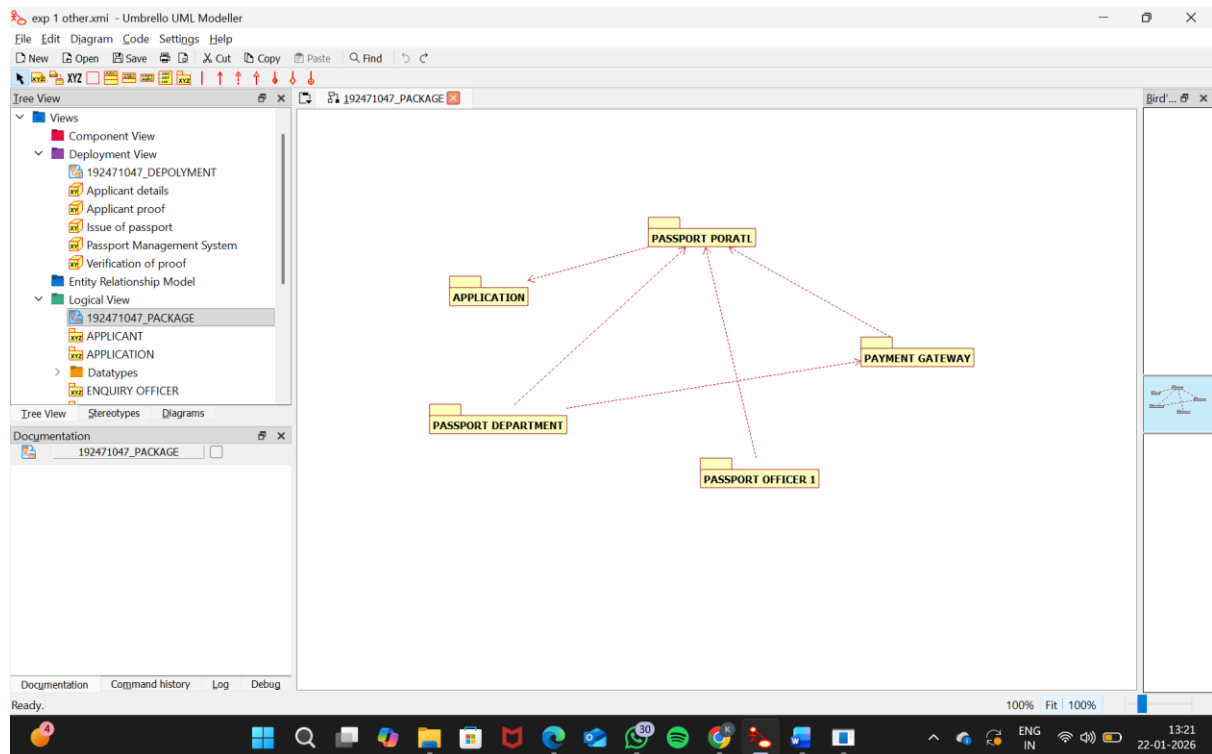 exp 1 other.xmi - Umbrello UML Modeller
File Edit Diagram Code Settings Help
New Open Save Cut Copy Paste Find
XYZ
Tree View
192471047_PACKAGE
Bird'...
Views
Component View
Deployment View
192471047_DEPOLYMENT
Applicant details
Applicant proof
Issue of passport
Passport Management System
Verification of proof
Entity Relationship Model
Logical View
192471047_PACKAGE
APPLICANT
APPLICATION
Datatypes
ENQUIRY OFFICER
Tree View Stereotypes Diagrams
Documentation
192471047_PACKAGE
PASSPORT PORATL
APPLICATION
PAYMENT GATEWAY
PASSPORT DEPARTMENT
PASSPORT OFFICER 1
Documentation Command history Log Debug
Ready.
100% Fit 100%
4
30
ENG
IN
13:21
22-01-2026